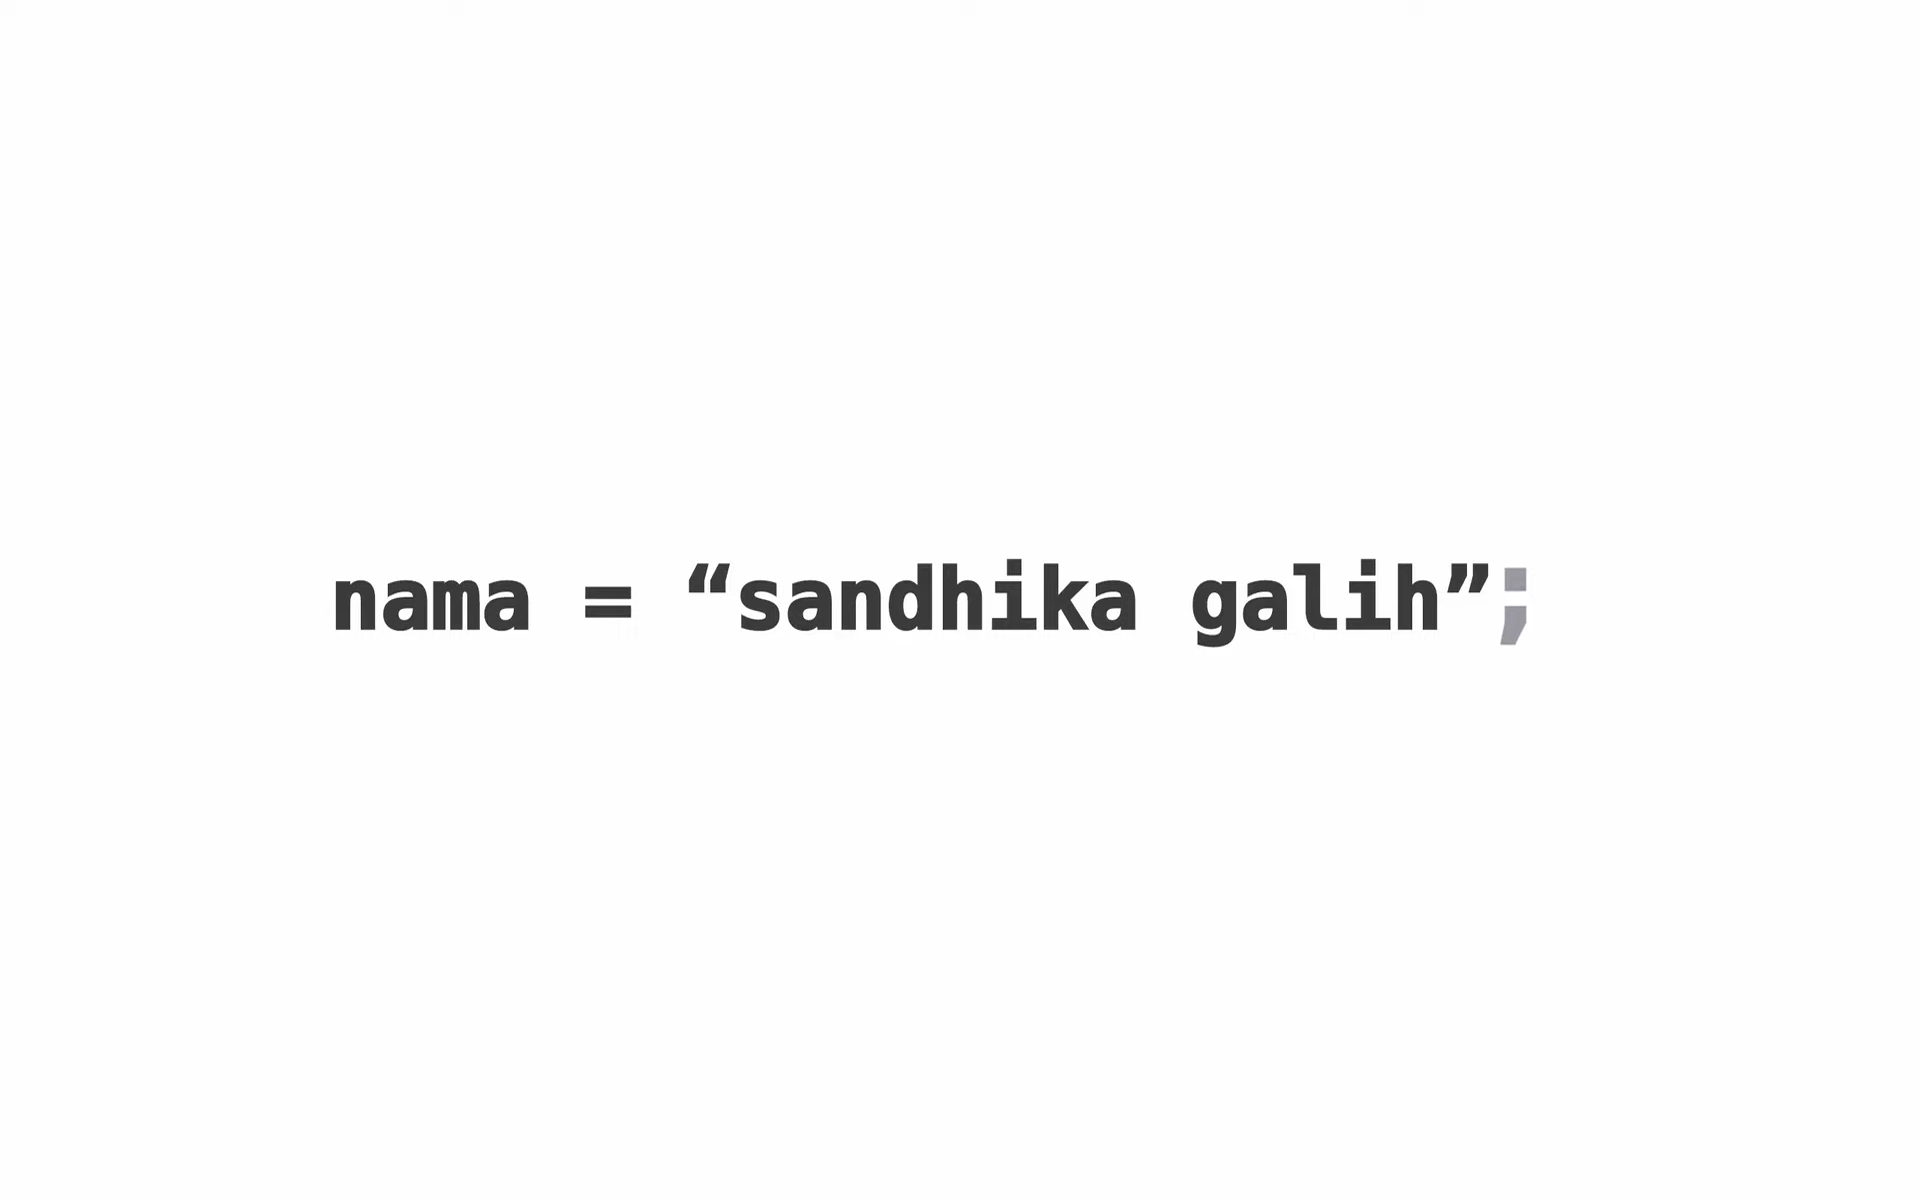 nama = “sandhika galih”;